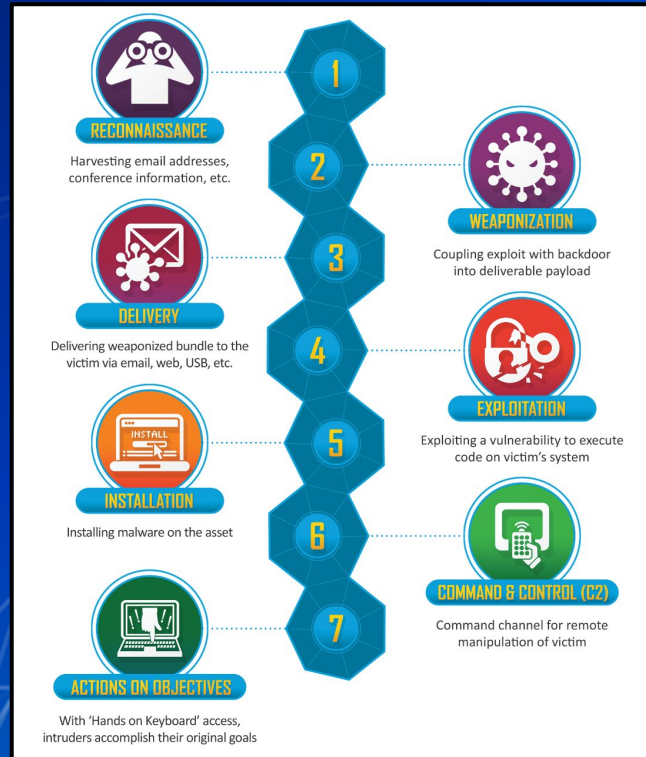 1
RECONNAISSANCE
Harvesting email addresses,
conference information, etc.
2
WEAPONIZATION
Coupling exploit with backdoor
into deliverable payload
3
DELIVERY
Delivering weaponized bundle to the
victim via email, web, USB, etc.
4
EXPLOITATION
Exploiting a vulnerability to execute
code on victim's system
5
INSTALL
INSTALLATION
Installing malware on the asset
6
COMMAND & CONTROL (C2)
Command channel for remote
manipulation of victim
7
ACTIONS ON OBJECTIVES
With 'Hands on Keyboard' access,
intruders accomplish their original goals